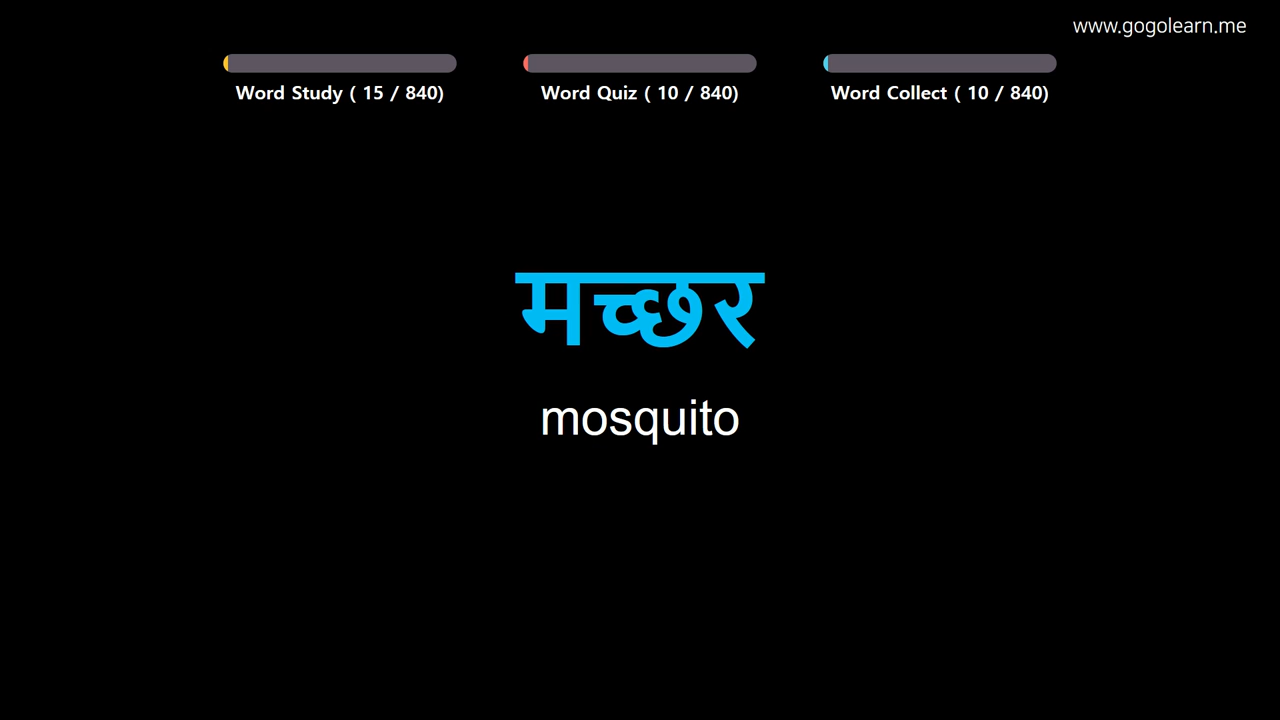 www.gogolearn.me
Word Study ( 15 / 840)
Word Quiz ( 10 / 840)
Word Collect ( 10 / 840)
मच्छर
mosquito